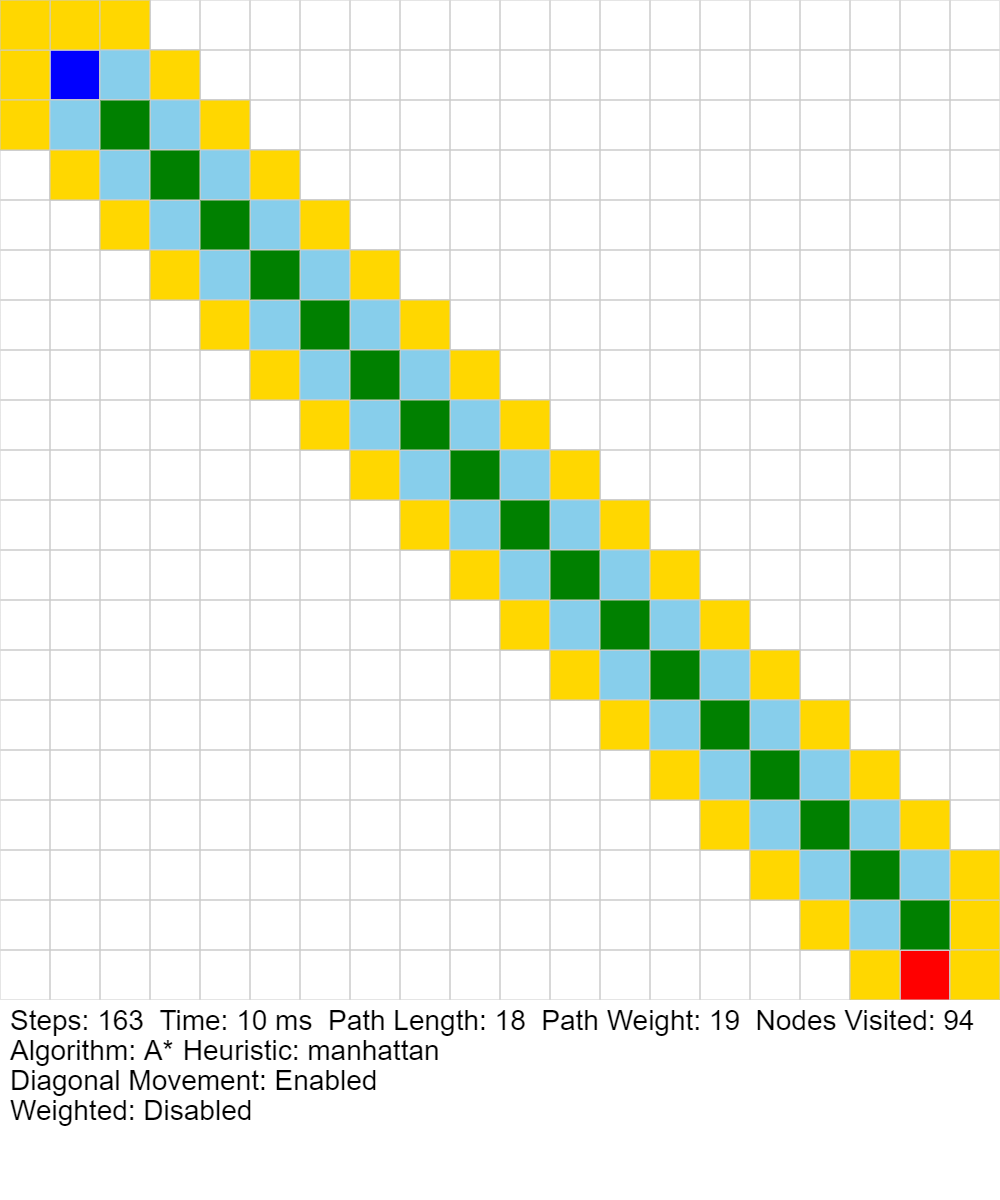 Steps: 163 Time: 10 ms Path Length: 18 Path Weight: 19 Nodes Visited: 94
Algorithm: A* Heuristic: manhattan
Diagonal Movement: Enabled
Weighted: Disabled